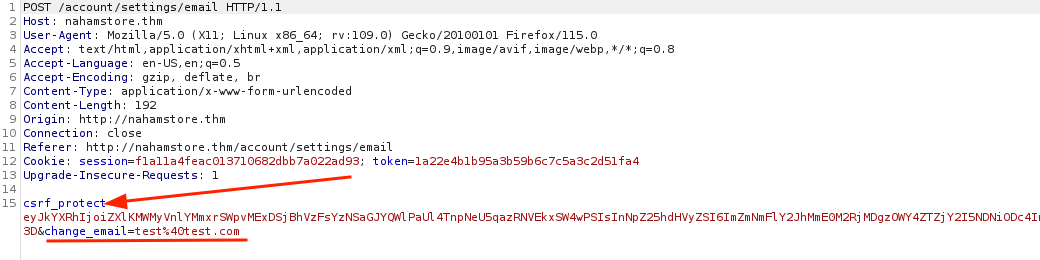 1 POST /account/settings/email HTTP/1.1
2 Host: nahamstore.thm
3 User-Agent: Mozilla/5.0 (X11; Linux x86_64; rv:109.0) Gecko/20100101 Firefox/115.0
4 Accept: text/html,application/xhtml+xml,application/xml;q=0.9,image/avif,image/webp,*/*;q=0.8
5 Accept-Language: en-US,en;q=0.5
6 Accept-Encoding: gzip, deflate, br
7 Content-Type: application/x-www-form-urlencoded
8 Content-Length: 192
9 Origin: http://nahamstore.thm
10 Connection: close
11 Referer: http://nahamstore.thm/account/settings/email
12 Cookie: session=f1a11a4feac013710682dbb7a022ad93; token=1a22e4b1b95a3b59b6c7c5a3c2d51fa4
13 Upgrade-Insecure-Requests: 1
14
15 csrf_protect
eyJkYXRhIjoiZXlKMWMyVnlYMmxrSWpvMExDSjBhVzFsYzNSaGJYQWlPaUl4TnpNeU5qazRNVEkxSW4wPSIsInNpZ25hdHVyZSI6ImZmNmFlY2JhMmE0M2RjMDgzOWY4ZTZjY2I5NDNiODc4In
3D&change_email=test%40test.com